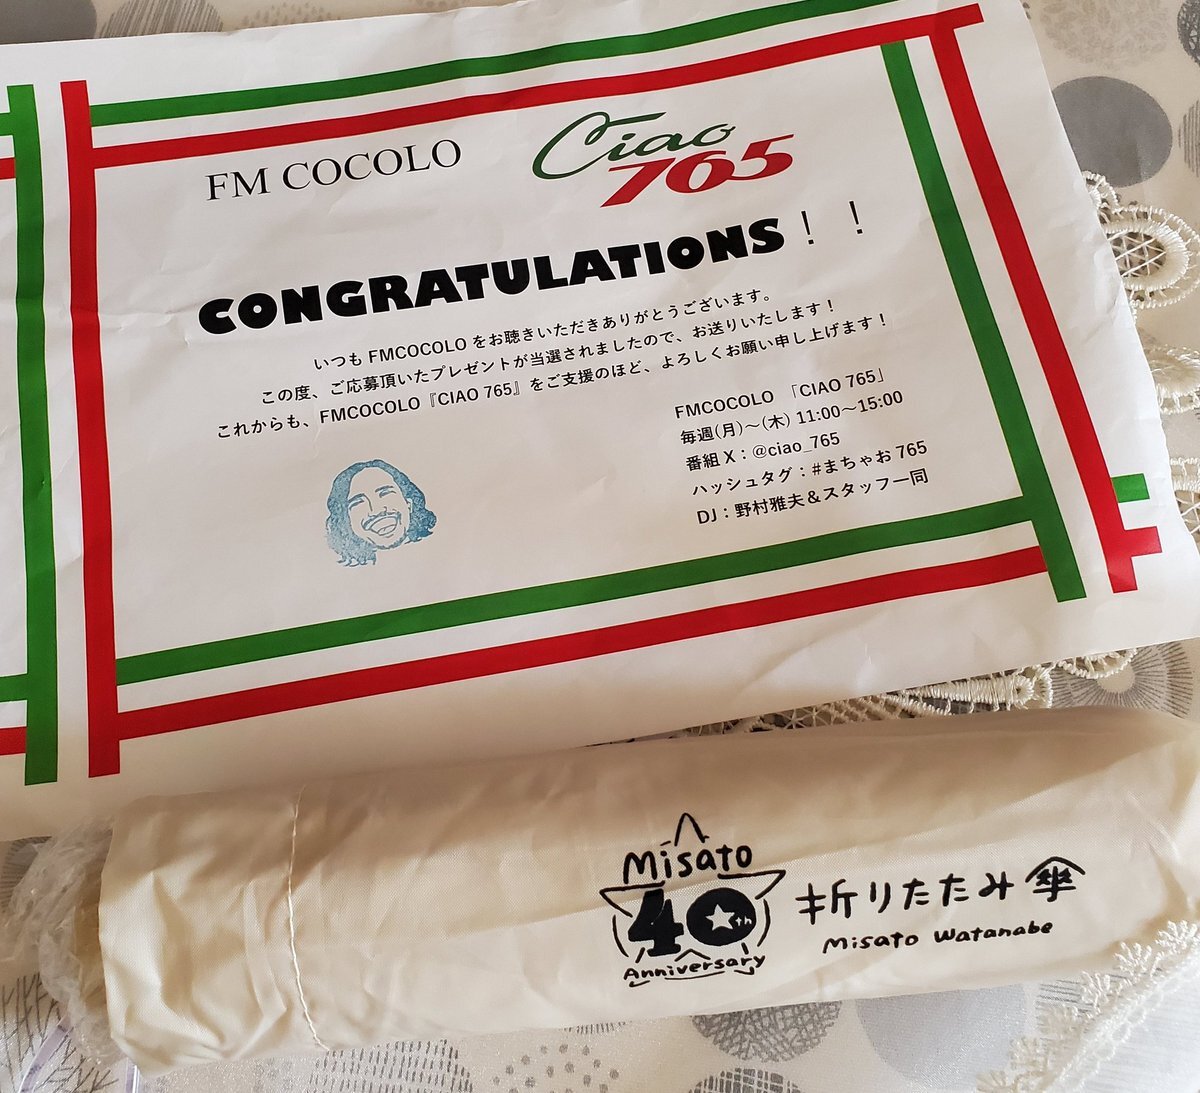 FM COCOLO
Ciao
765
CONGRATULATIONS！！
いつも FMCOCOLO をお聴きいただきありがとうございます。
この度、ご応募頂いたプレゼントが当選されましたので、お送りいたします！
これからも、FMCOCOLO『CIAO 765』をご支援のほど、よろしくお願い申し上げます！
FMCOCOLO 「CIAO 765」
毎週(月)～(木) 11:00～15:00
番組 X：@ciao_765
ハッシュタグ：#まちゃお 765
DJ：野村雅夫＆スタッフ一同
Misato
40th
Anniversary
折りたたみ傘
Misato Watanabe